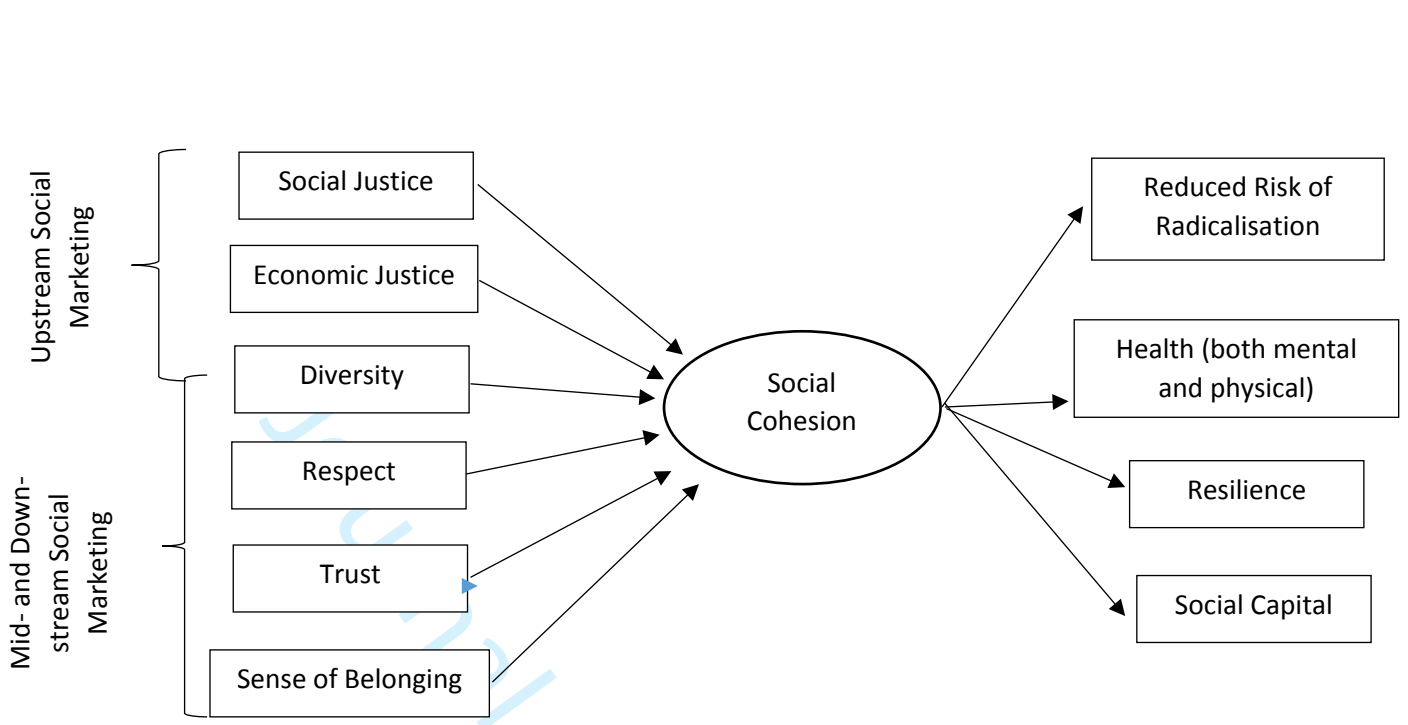 Upstream Social
Marketing
Mid- and Down-
stream Social
Marketing
Social Justice
Economic Justice
Diversity
Respect
Trust
Sense of Belonging
Social
Cohesion
Reduced Risk of
Radicalisation
Health (both mental
and physical)
Resilience
Social Capital
Journal